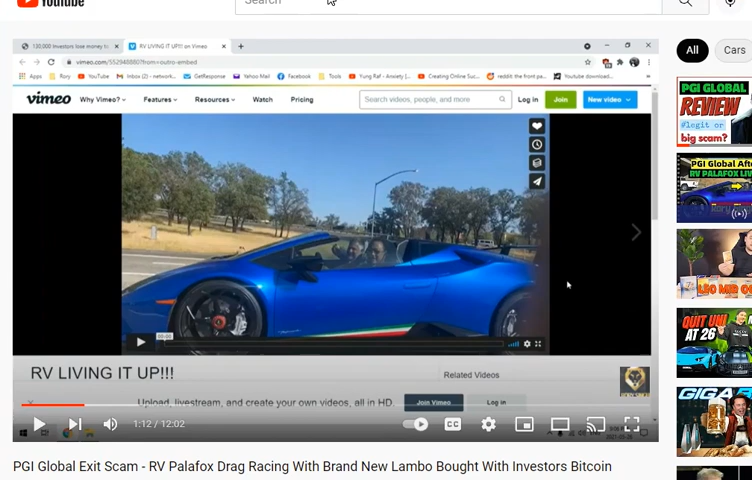 YouTube
Search
130,000 Investors lose money to
RV LIVING IT UP!!! on Vimeo
vimeo.com/552948880?from=outro-embed
Apps
Rory
YouTube
Inbox (2) - network...
GetResponse
Yahoo Mail
Facebook
Tools
Yung Raf - Anxiety [...
Creating Online Suc...
reddit: the front pa...
Youtube download...
vimeo
Why Vimeo?
Features
Resources
Watch
Pricing
Search videos, people, and more
Log in
Join
New video
00:00
RV LIVING IT UP!!!
Related Videos
Upload, livestream, and create your own videos, all in HD.
Join Vimeo
Log in
1:12 / 12:02
CC
PGI Global Exit Scam - RV Palafox Drag Racing With Brand New Lambo Bought With Investors Bitcoin
All
Cars
PGI GLOBAL
REVIEW
#legit or
big scam?
PGI Global Afte
RV PALAFOX LIV
QUIT UNI
AT 26
GIGA